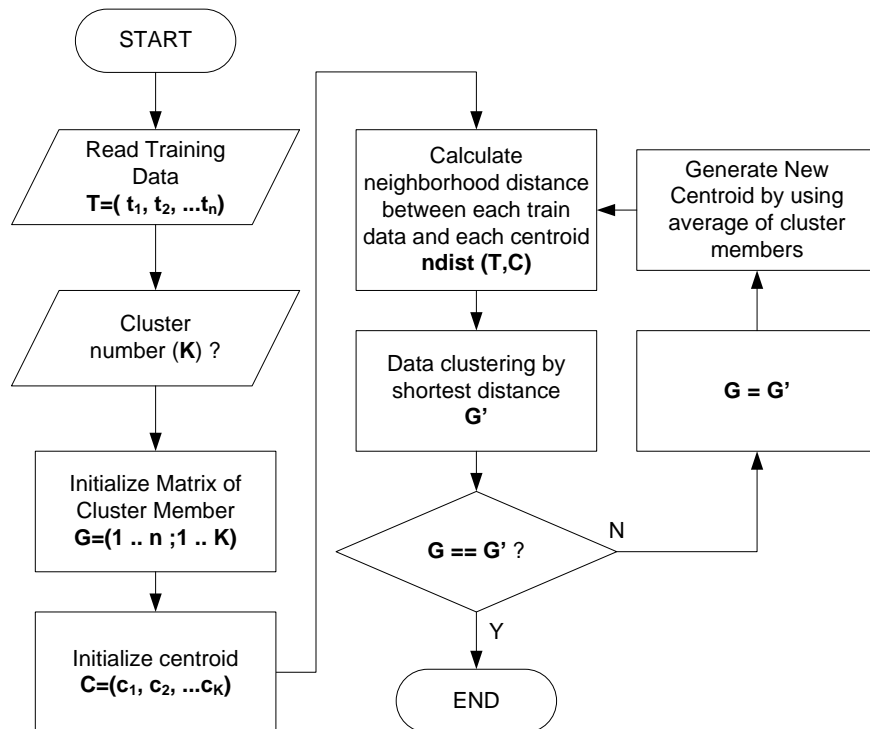 START
Read Training
Data
T=( t₁, t₂, ...tₙ)
Cluster
number (K) ?
Initialize Matrix of
Cluster Member
G=(1 .. n ;1 .. K)
Initialize centroid
C=(c₁, c₂, ...cK)
Calculate
neighborhood distance
between each train
data and each centroid
ndist (T,C)
Data clustering by
shortest distance
G’
G == G’ ?
N
Y
END
G = G’
Generate New
Centroid by using
average of cluster
members